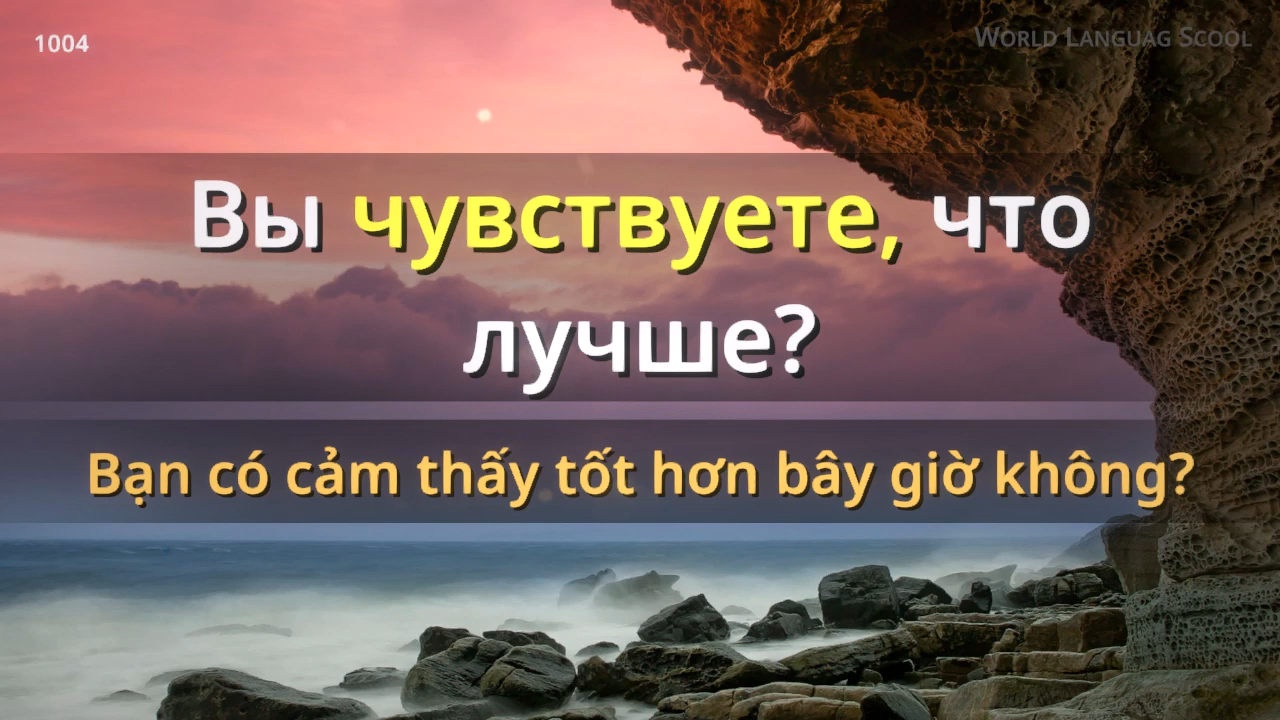 1004
World Languag Scool
Вы чувствуете, что
лучше?
Bạn có cảm thấy tốt hơn bây giờ không?